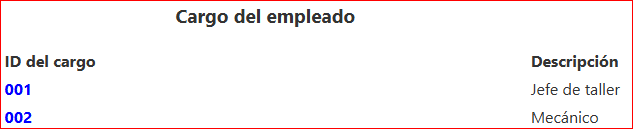 Cargo del empleado
ID del cargo Descripción
001 Jefe de taller
002 Mecánico